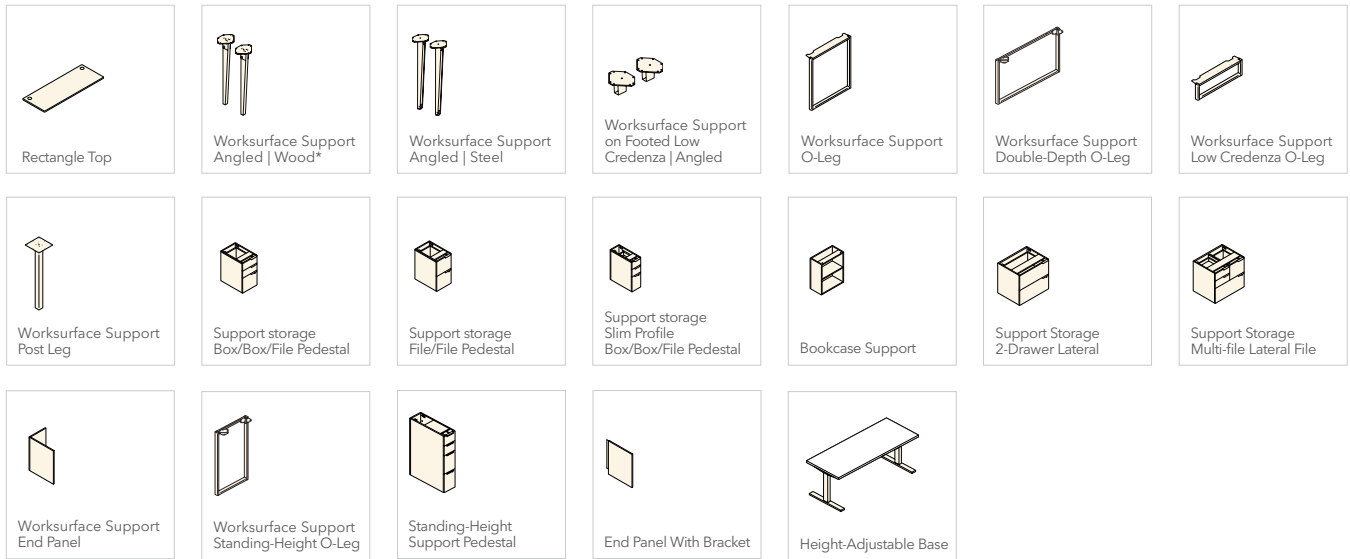 Rectangle Top
Worksurface Support
Angled | Wood*
Worksurface Support
Angled | Steel
Worksurface Support
on Footed Low
Credenza | Angled
Worksurface Support
O-Leg
Worksurface Support
Double-Depth O-Leg
Worksurface Support
Low Credenza O-Leg
Worksurface Support
Post Leg
Support storage
Box/Box/File Pedestal
Support storage
File/File Pedestal
Support storage
Slim Profile
Box/Box/File Pedestal
Bookcase Support
Support Storage
2-Drawer Lateral
Support Storage
Multi-file Lateral File
Worksurface Support
End Panel
Worksurface Support
Standing-Height O-Leg
Standing-Height
Support Pedestal
End Panel With Bracket
Height-Adjustable Base